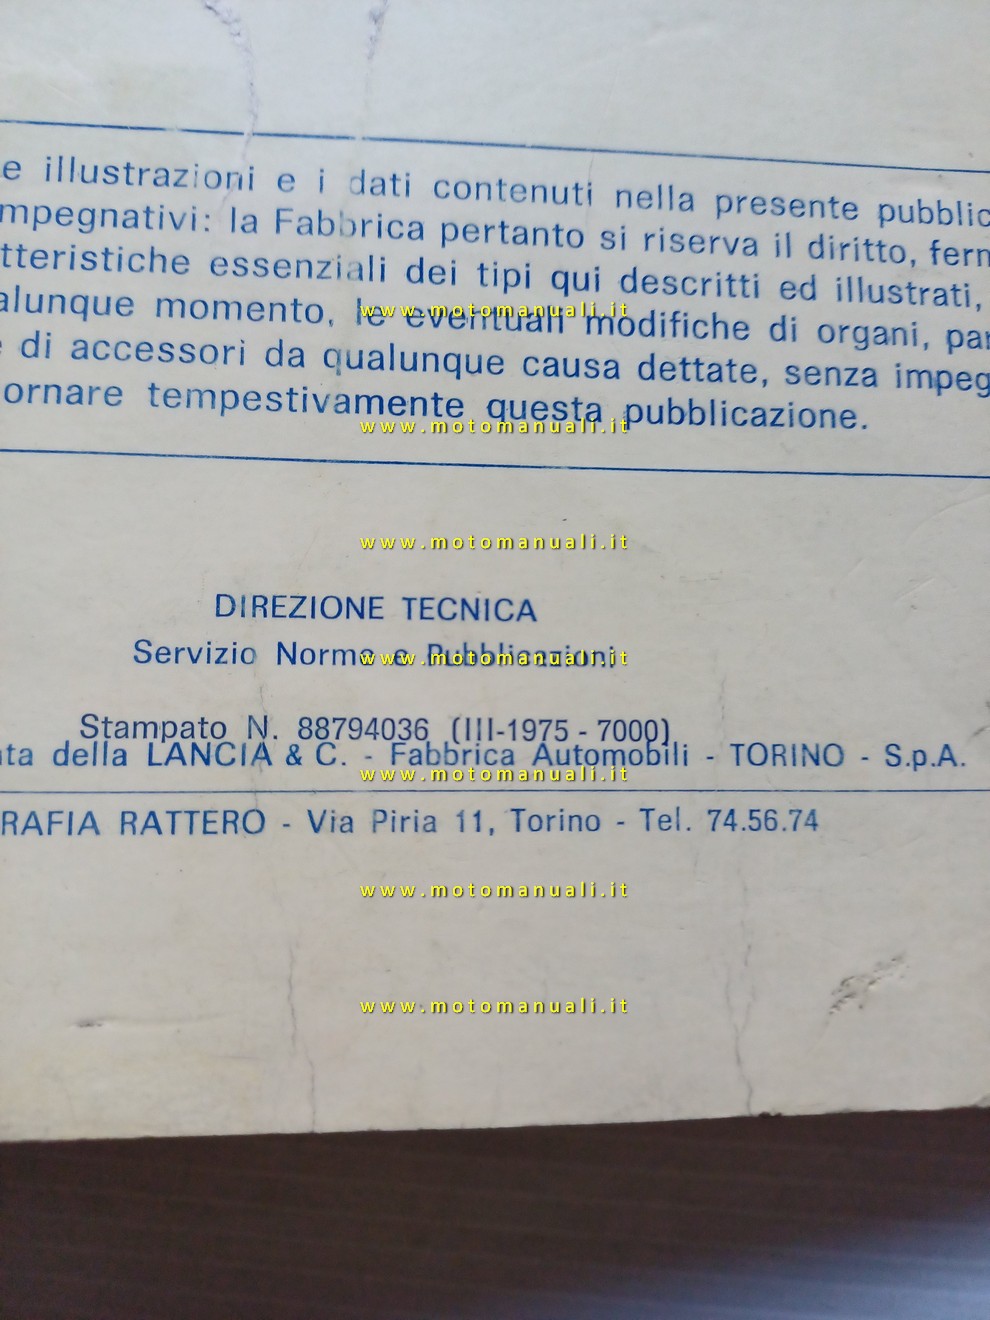 e illustrazioni e i dati contenuti nella presente pubblic
mpegnativi: la Fabbrica pertanto si riserva il diritto, ferm
tteristiche essenziali dei tipi qui descritti ed illustrati,
alunque momento, le eventuali modifiche di organi, par
e di accessori da qualunque causa dettate, senza impeg
ornare tempestivamente questa pubblicazione.
www.motomanuali.it
www.motomanuali.it
www.motomanuali.it
DIREZIONE TECNICA
Servizio Norme e Pubblicazioni
www.motomanuali.it
Stampato N. 88794036 (III-1975 - 7000)
ta della LANCIA & C. - Fabbrica Automobili - TORINO - S.p.A.
www.motomanuali.it
RAFIA RATTERO - Via Piria 11, Torino - Tel. 74.56.74
www.motomanuali.it
www.motomanuali.it